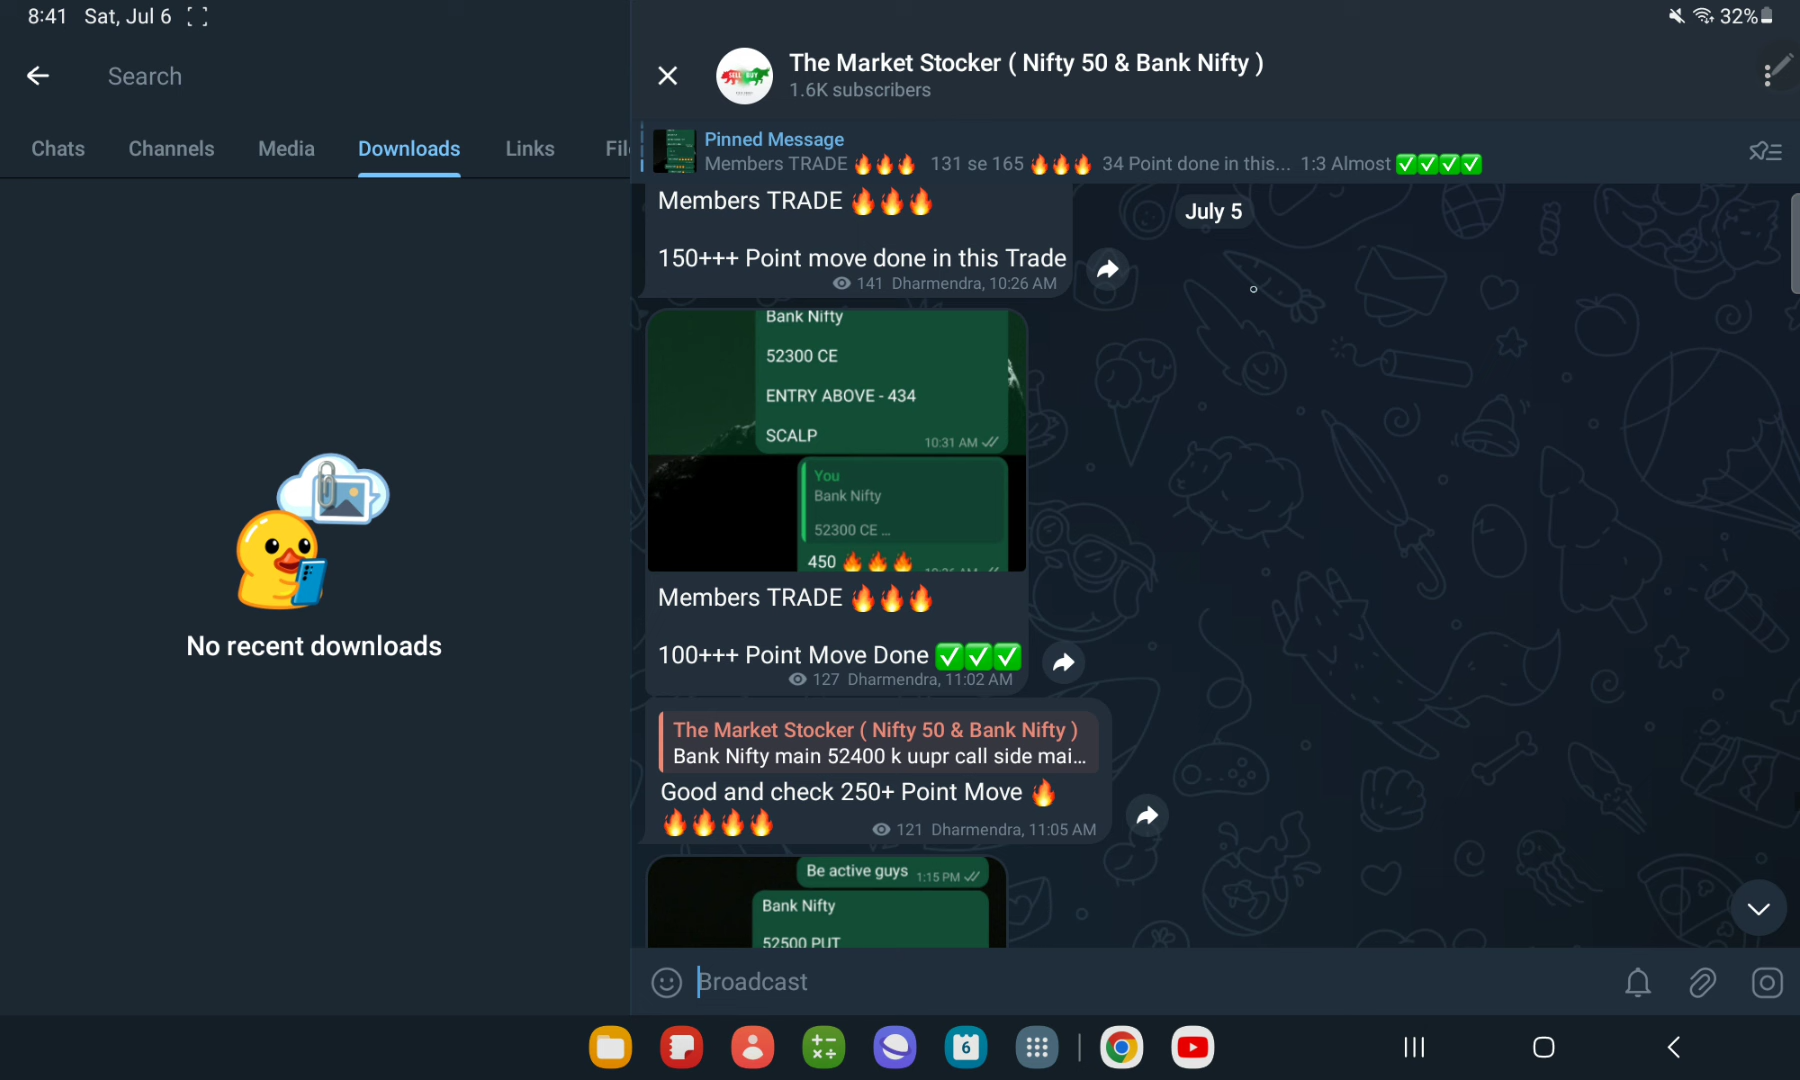 8:41 Sat, Jul 6
32%
Search
Chats Channels Media Downloads Links Fil
No recent downloads
The Market Stocker ( Nifty 50 & Bank Nifty )
1.6K subscribers
SELL BUY
Pinned Message
Members TRADE 🔥🔥🔥 131 se 165 🔥🔥🔥 34 Point done in this... 1:3 Almost ✅✅✅✅
July 5
Members TRADE 🔥🔥🔥
150+++ Point move done in this Trade
141 Dharmendra, 10:26 AM
Bank Nifty
52300 CE
ENTRY ABOVE - 434
SCALP
10:31 AM
You
Bank Nifty
52300 CE ...
450 🔥🔥🔥
Members TRADE 🔥🔥🔥
100+++ Point Move Done ✅✅✅
127 Dharmendra, 11:02 AM
The Market Stocker ( Nifty 50 & Bank Nifty )
Bank Nifty main 52400 k uupr call side mai...
Good and check 250+ Point Move 🔥
🔥🔥🔥🔥
121 Dharmendra, 11:05 AM
Be active guys 1:15 PM
Bank Nifty
52500 PUT
Broadcast
6